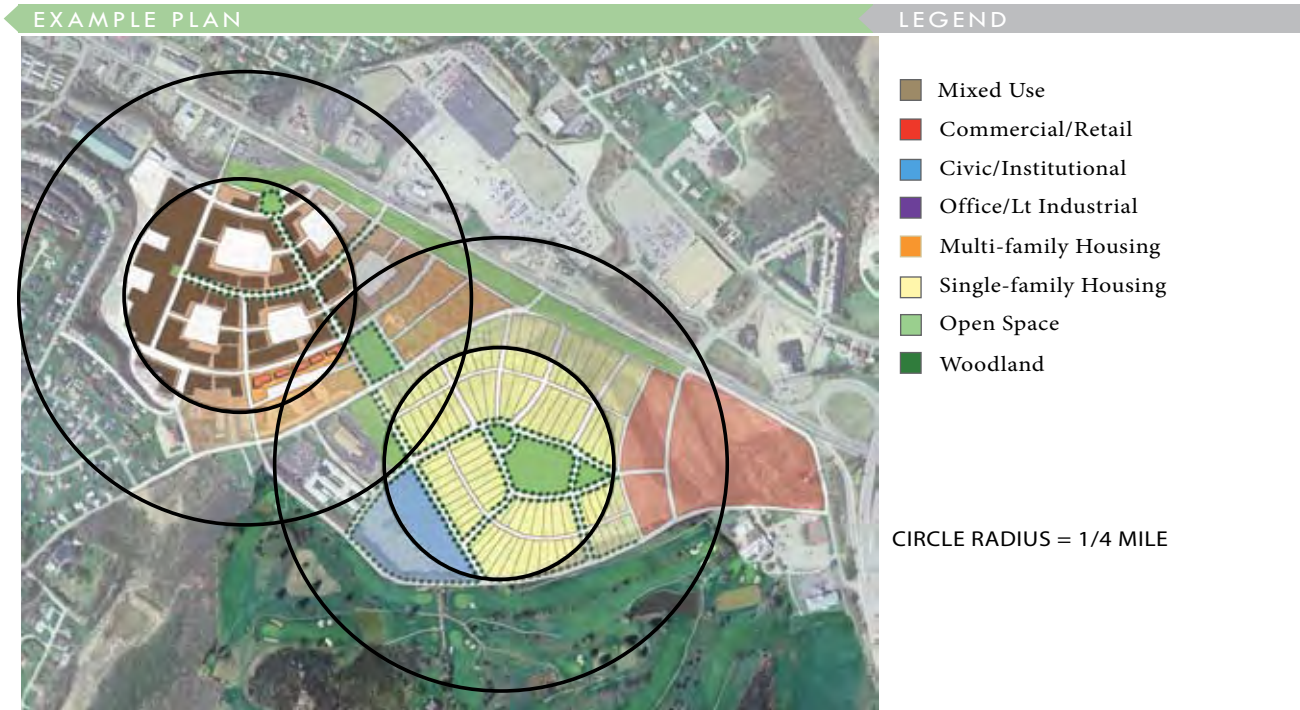 EXAMPLE PLAN
LEGEND
Mixed Use
Commercial/Retail
Civic/Institutional
Office/Lt Industrial
Multi-family Housing
Single-family Housing
Open Space
Woodland
CIRCLE RADIUS = 1/4 MILE